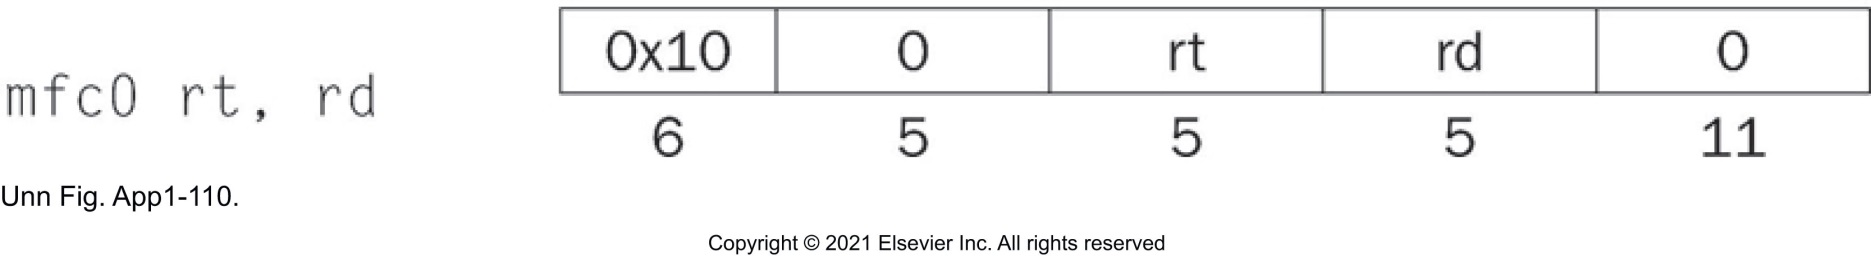 mfc0 rt, rd
0x10 0 rt rd 0
6 5 5 5 11
Unn Fig. App1-110.
Copyright © 2021 Elsevier Inc. All rights reserved